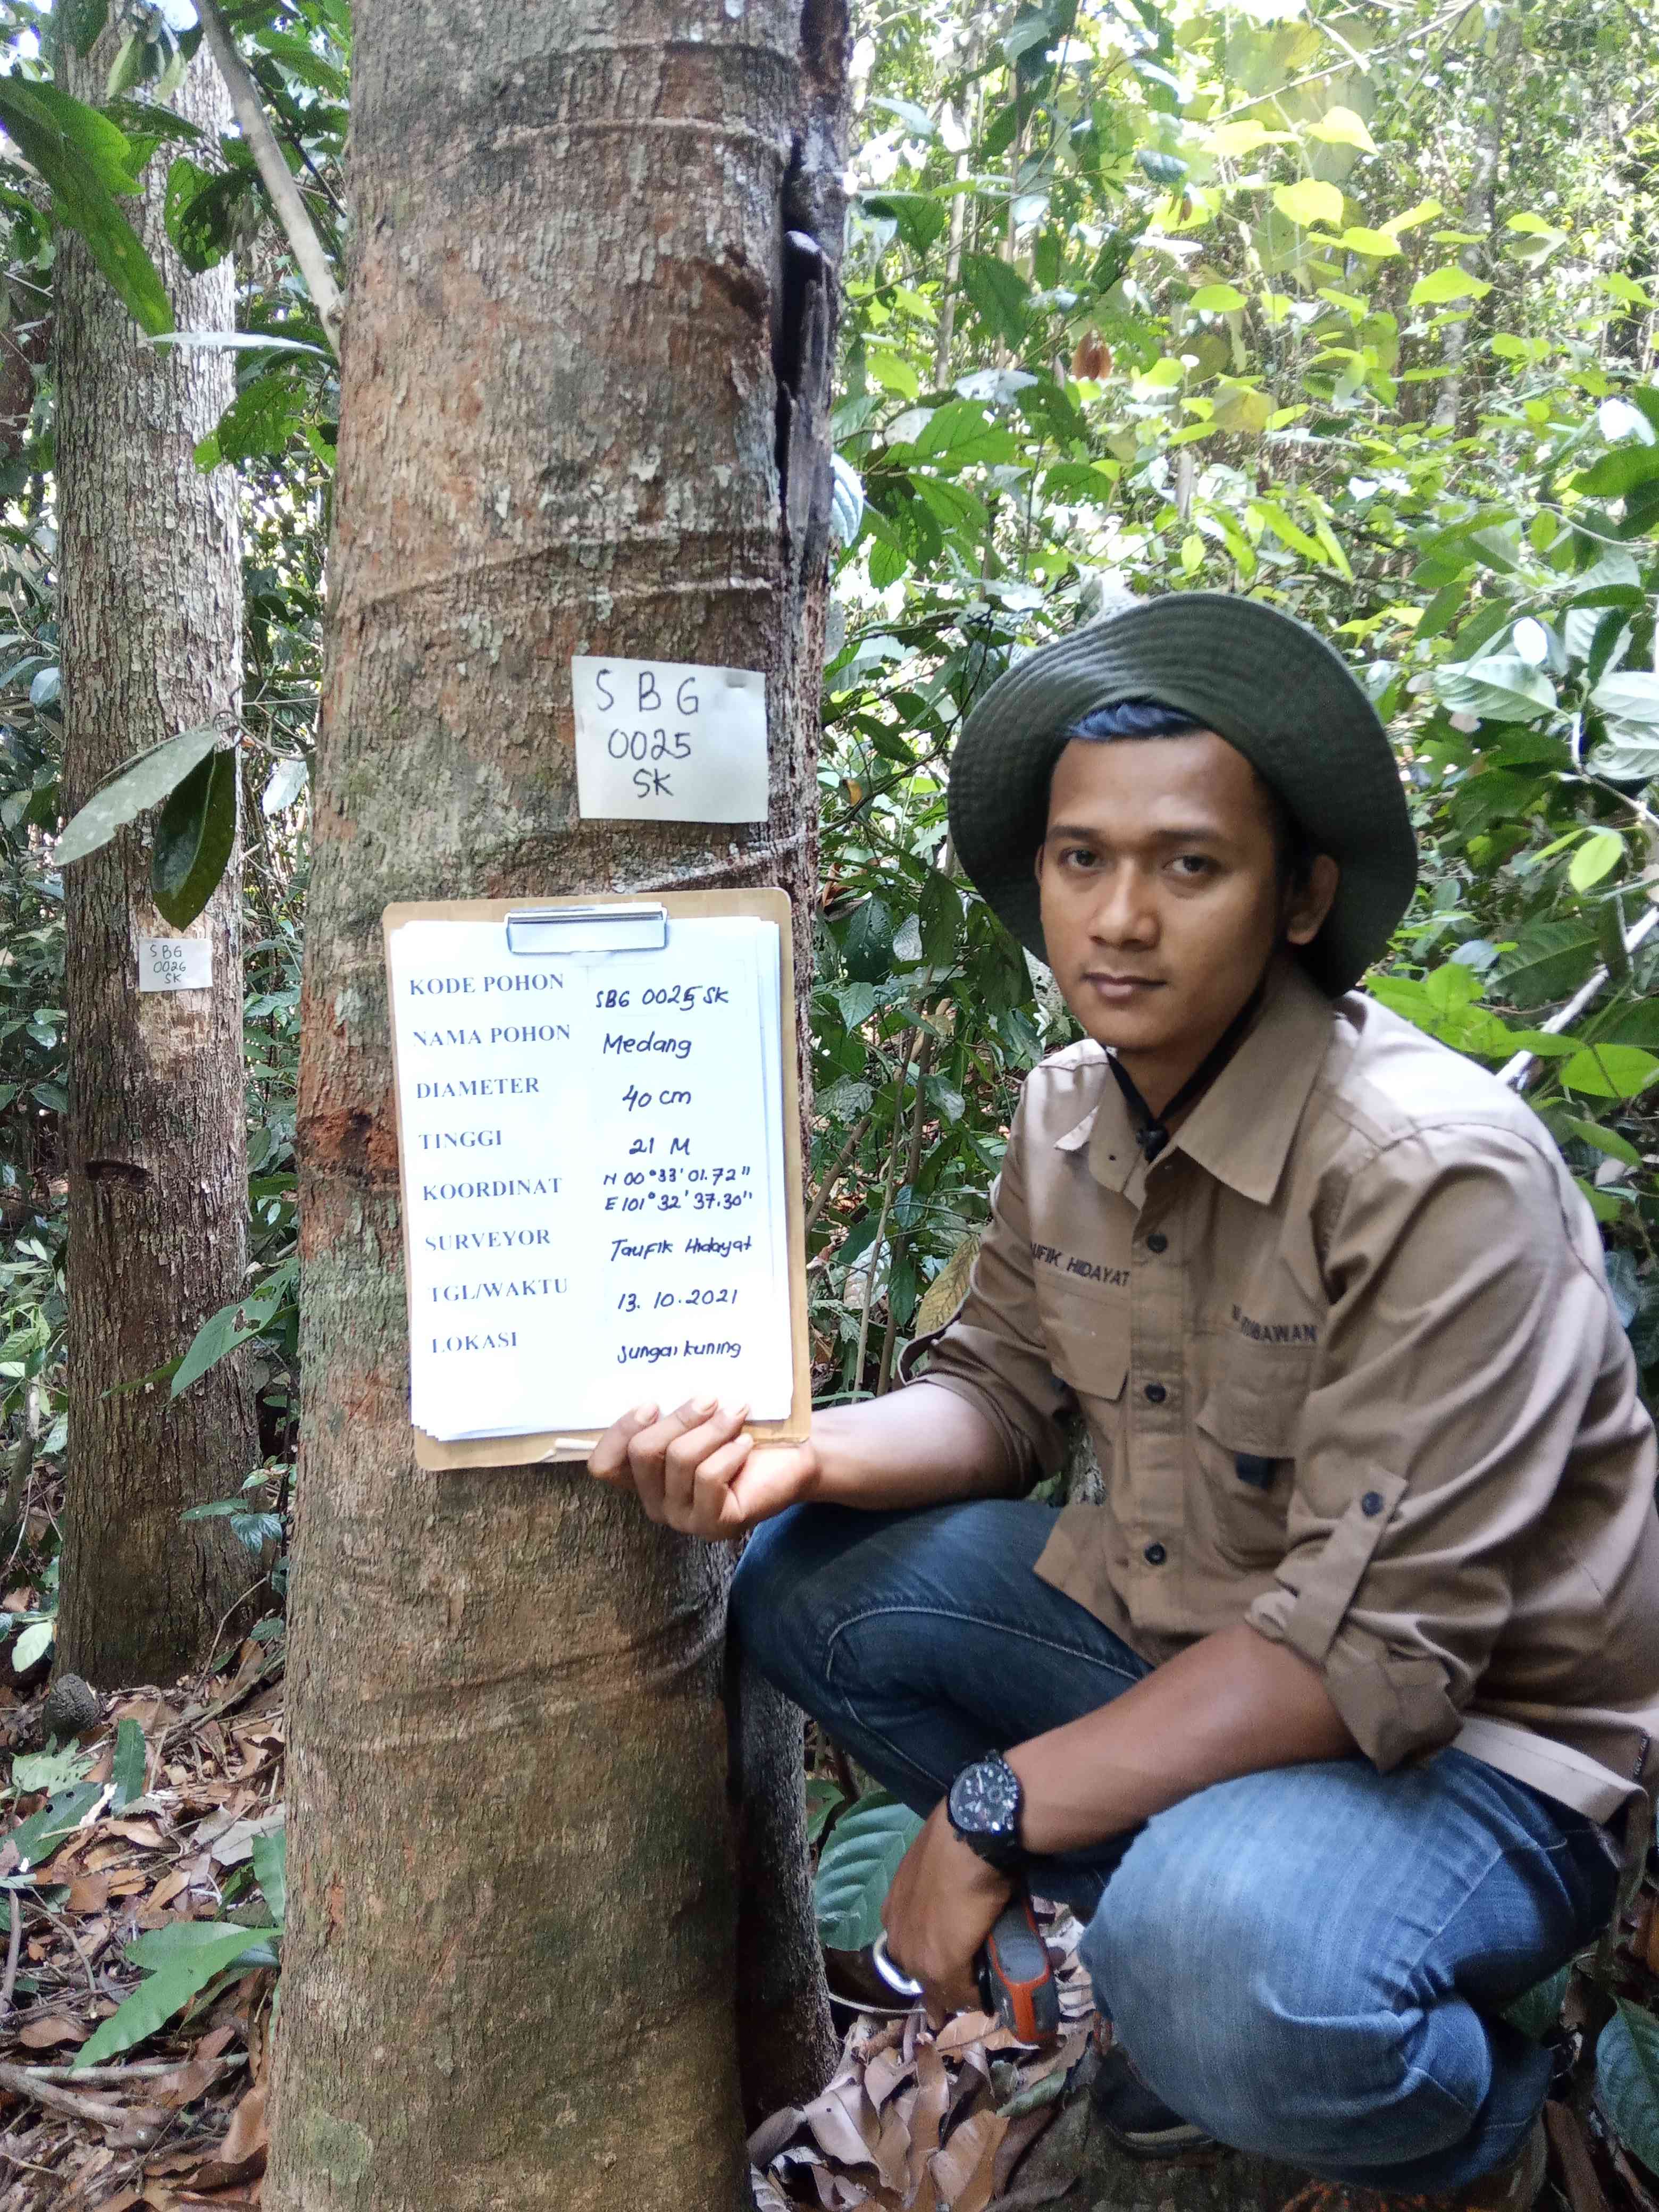 SBG
0025
SK
SBG
0026
SK
KODE POHON SBG 0025 SK
NAMA POHON Medang
DIAMETER 40 cm
TINGGI 21 M
KOORDINAT N 00°33'01.72"
E 101°32'37.30"
SURVEYOR Taufik Hidayat
TGL/WAKTU 13.10.2021
LOKASI Sungai kuning
AUFIK HIDAYAT